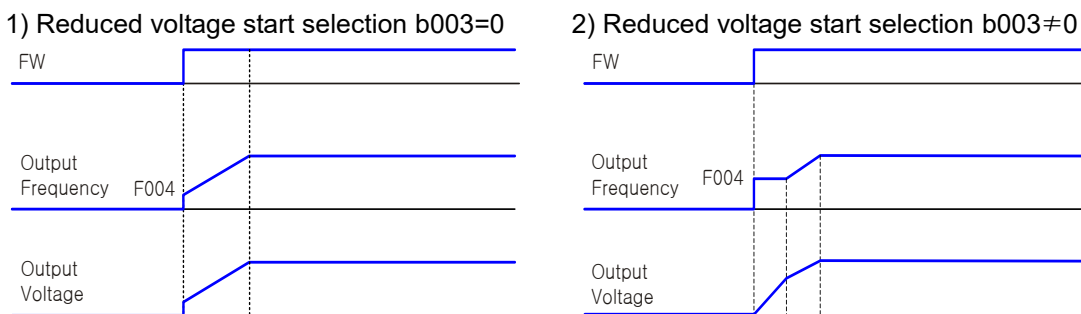 1) Reduced voltage start selection b003=0
FW
Output
Frequency F004
Output
Voltage
2) Reduced voltage start selection b003≠0
FW
Output
Frequency F004
Output
Voltage